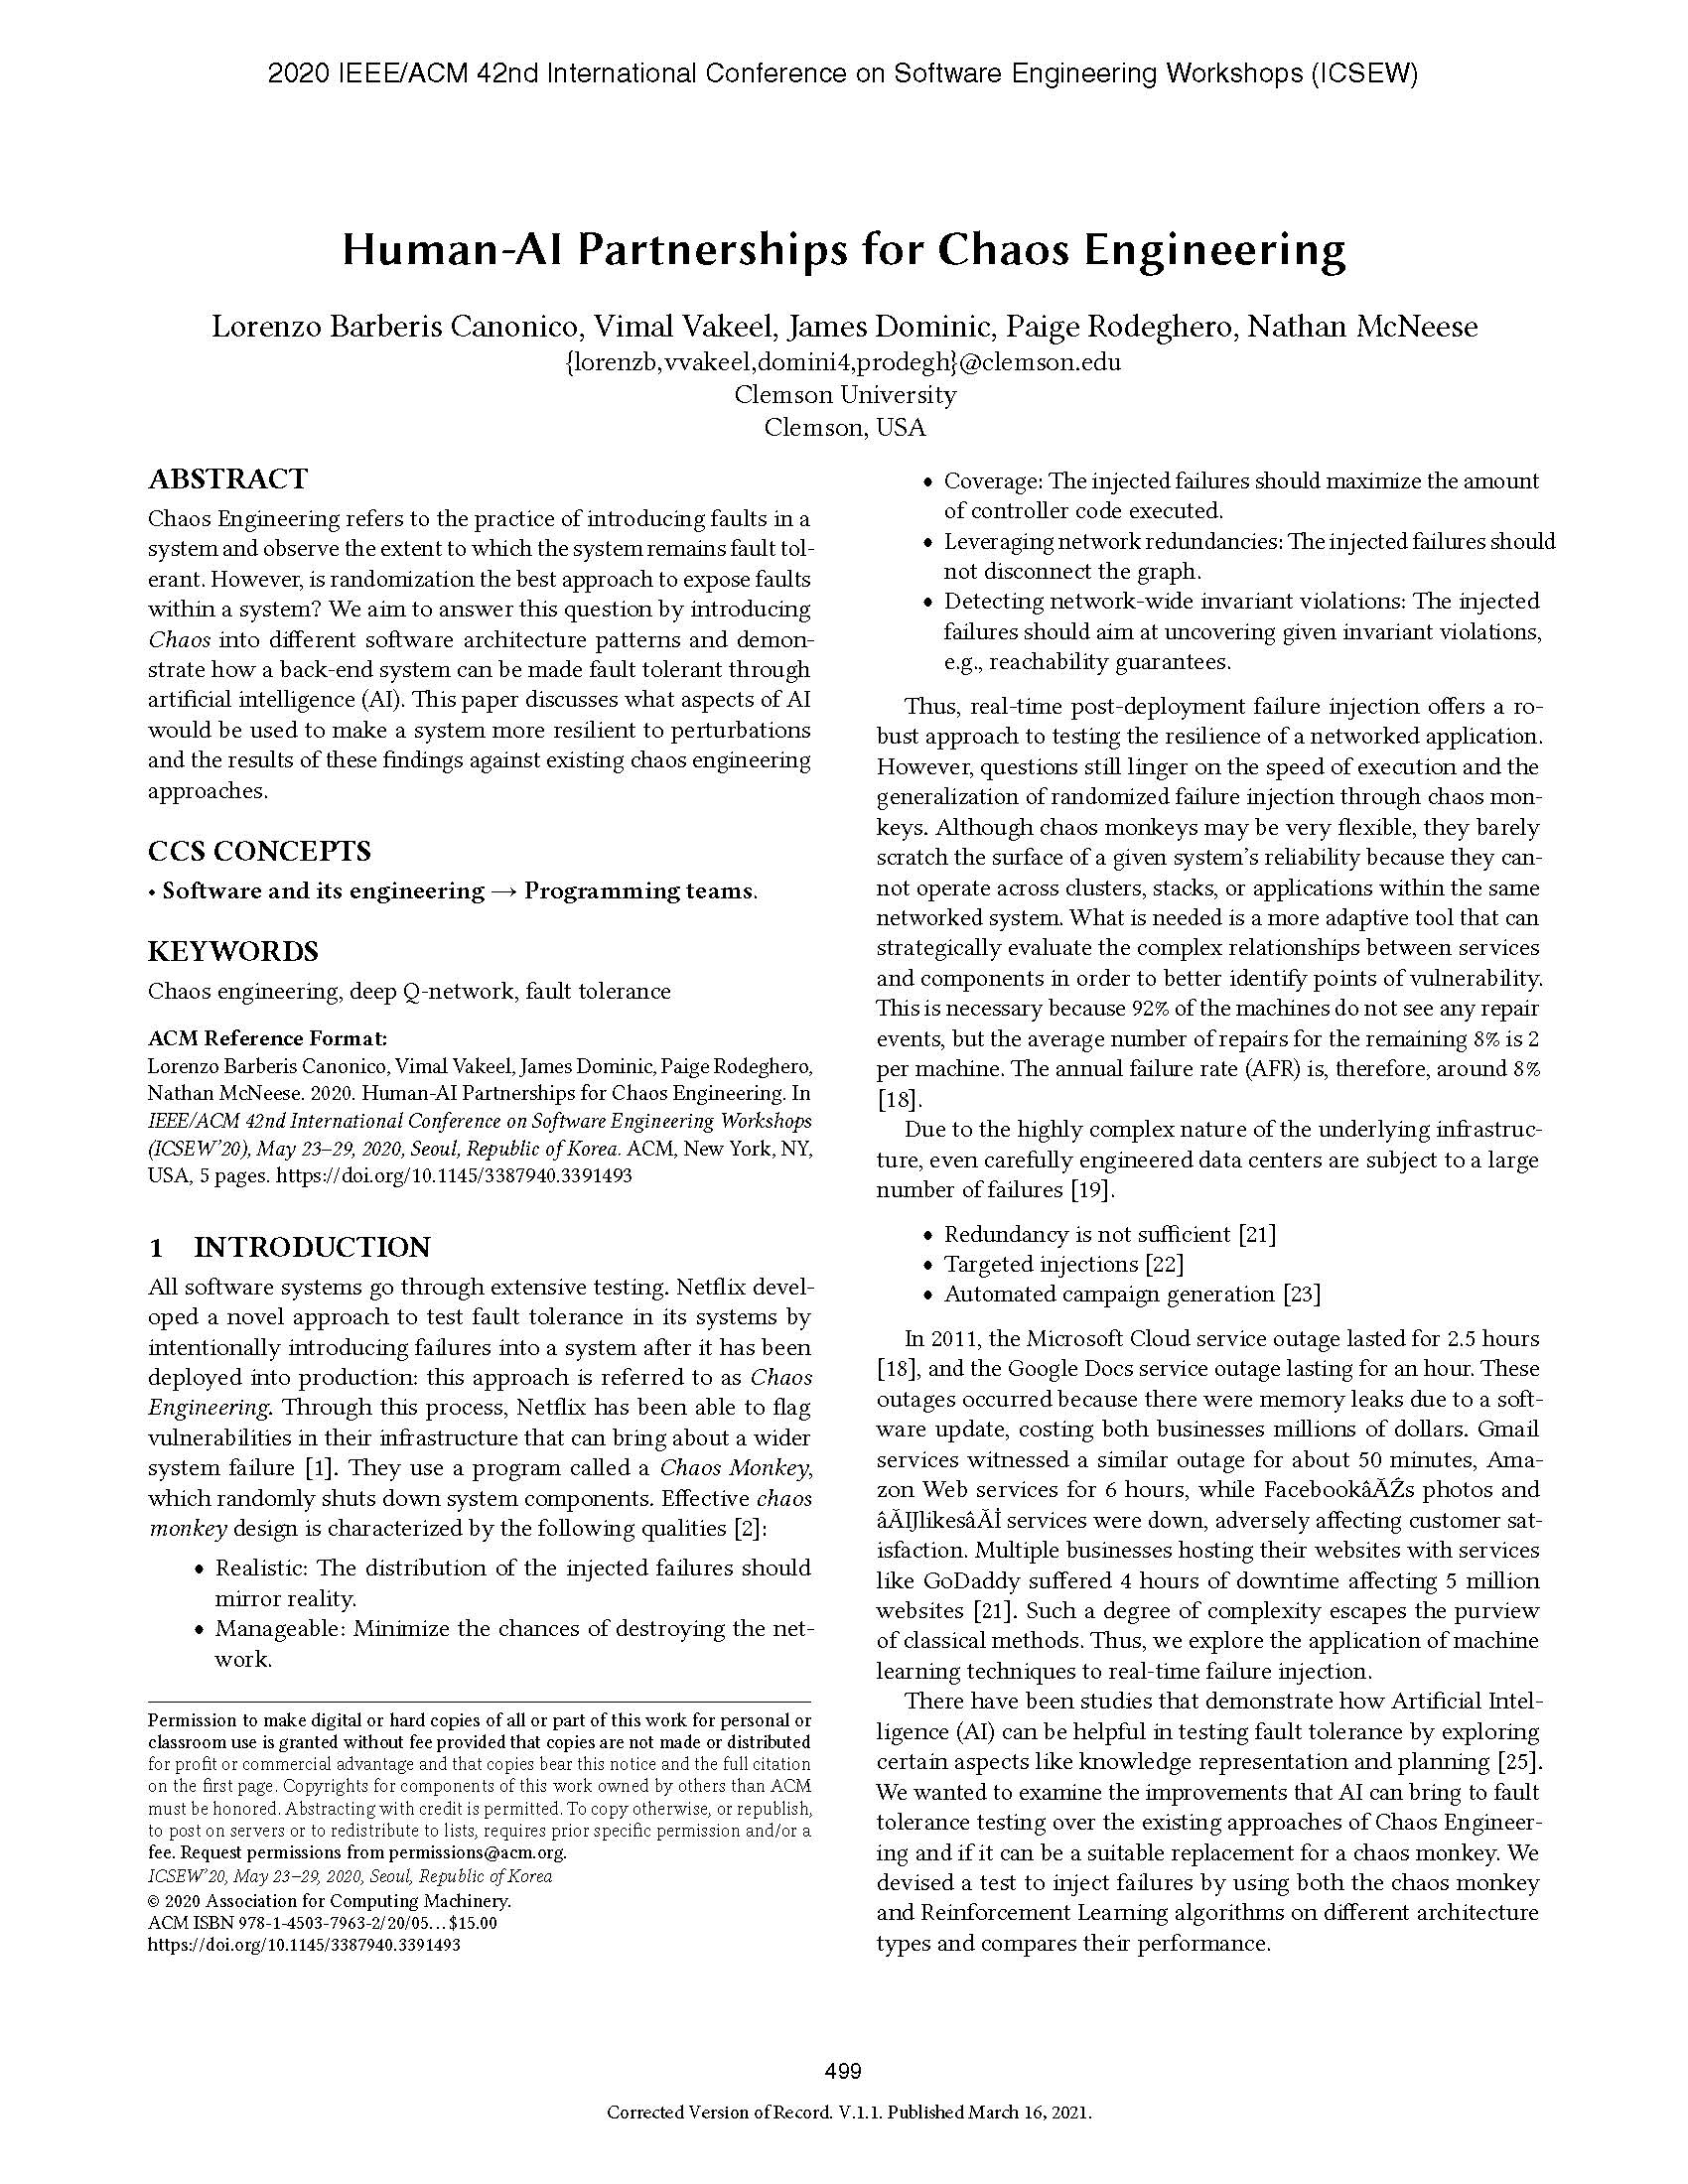 2020 IEEE/ACM 42nd International Conference on Software Engineering Workshops (ICSEW)
Human-AI Partnerships for Chaos Engineering
Lorenzo Barberis Canonico, Vimal Vakeel, James Dominic, Paige Rodeghero, Nathan McNeese
{lorenzb,vvakeel,domini4,prodegh}@clemson.edu
Clemson University
Clemson, USA
ABSTRACT
Chaos Engineering refers to the practice of introducing faults in a
system and observe the extent to which the system remains fault tol-
erant. However, is randomization the best approach to expose faults
within a system? We aim to answer this question by introducing
Chaos into different software architecture patterns and demon-
strate how a back-end system can be made fault tolerant through
artificial intelligence (AI). This paper discusses what aspects of AI
would be used to make a system more resilient to perturbations
and the results of these findings against existing chaos engineering
approaches.
CCS CONCEPTS
• Software and its engineering → Programming teams.
KEYWORDS
Chaos engineering, deep Q-network, fault tolerance
ACM Reference Format:
Lorenzo Barberis Canonico, Vimal Vakeel, James Dominic, Paige Rodeghero,
Nathan McNeese. 2020. Human-AI Partnerships for Chaos Engineering. In
IEEE/ACM 42nd International Conference on Software Engineering Workshops
(ICSEW'20), May 23–29, 2020, Seoul, Republic of Korea. ACM, New York, NY,
USA, 5 pages. https://doi.org/10.1145/3387940.3391493
1 INTRODUCTION
All software systems go through extensive testing. Netflix devel-
oped a novel approach to test fault tolerance in its systems by
intentionally introducing failures into a system after it has been
deployed into production: this approach is referred to as Chaos
Engineering. Through this process, Netflix has been able to flag
vulnerabilities in their infrastructure that can bring about a wider
system failure [1]. They use a program called a Chaos Monkey,
which randomly shuts down system components. Effective chaos
monkey design is characterized by the following qualities [2]:
• Realistic: The distribution of the injected failures should
mirror reality.
• Manageable: Minimize the chances of destroying the net-
work.
Permission to make digital or hard copies of all or part of this work for personal or
classroom use is granted without fee provided that copies are not made or distributed
for profit or commercial advantage and that copies bear this notice and the full citation
on the first page. Copyrights for components of this work owned by others than ACM
must be honored. Abstracting with credit is permitted. To copy otherwise, or republish,
to post on servers or to redistribute to lists, requires prior specific permission and/or a
fee. Request permissions from permissions@acm.org.
ICSEW'20, May 23–29, 2020, Seoul, Republic of Korea
© 2020 Association for Computing Machinery.
ACM ISBN 978-1-4503-7963-2/20/05…$15.00
https://doi.org/10.1145/3387940.3391493
• Coverage: The injected failures should maximize the amount
of controller code executed.
• Leveraging network redundancies: The injected failures should
not disconnect the graph.
• Detecting network-wide invariant violations: The injected
failures should aim at uncovering given invariant violations,
e.g., reachability guarantees.
Thus, real-time post-deployment failure injection offers a ro-
bust approach to testing the resilience of a networked application.
However, questions still linger on the speed of execution and the
generalization of randomized failure injection through chaos mon-
keys. Although chaos monkeys may be very flexible, they barely
scratch the surface of a given system's reliability because they can-
not operate across clusters, stacks, or applications within the same
networked system. What is needed is a more adaptive tool that can
strategically evaluate the complex relationships between services
and components in order to better identify points of vulnerability.
This is necessary because 92% of the machines do not see any repair
events, but the average number of repairs for the remaining 8% is 2
per machine. The annual failure rate (AFR) is, therefore, around 8%
[18].
Due to the highly complex nature of the underlying infrastruc-
ture, even carefully engineered data centers are subject to a large
number of failures [19].
• Redundancy is not sufficient [21]
• Targeted injections [22]
• Automated campaign generation [23]
In 2011, the Microsoft Cloud service outage lasted for 2.5 hours
[18], and the Google Docs service outage lasting for an hour. These
outages occurred because there were memory leaks due to a soft-
ware update, costing both businesses millions of dollars. Gmail
services witnessed a similar outage for about 50 minutes, Ama-
zon Web services for 6 hours, while FacebookâĂŹs photos and
âĂIJlikesâĂİ services were down, adversely affecting customer sat-
isfaction. Multiple businesses hosting their websites with services
like GoDaddy suffered 4 hours of downtime affecting 5 million
websites [21]. Such a degree of complexity escapes the purview
of classical methods. Thus, we explore the application of machine
learning techniques to real-time failure injection.
There have been studies that demonstrate how Artificial Intel-
ligence (AI) can be helpful in testing fault tolerance by exploring
certain aspects like knowledge representation and planning [25].
We wanted to examine the improvements that AI can bring to fault
tolerance testing over the existing approaches of Chaos Engineer-
ing and if it can be a suitable replacement for a chaos monkey. We
devised a test to inject failures by using both the chaos monkey
and Reinforcement Learning algorithms on different architecture
types and compares their performance.
499
Corrected Version of Record. V.1.1. Published March 16, 2021.